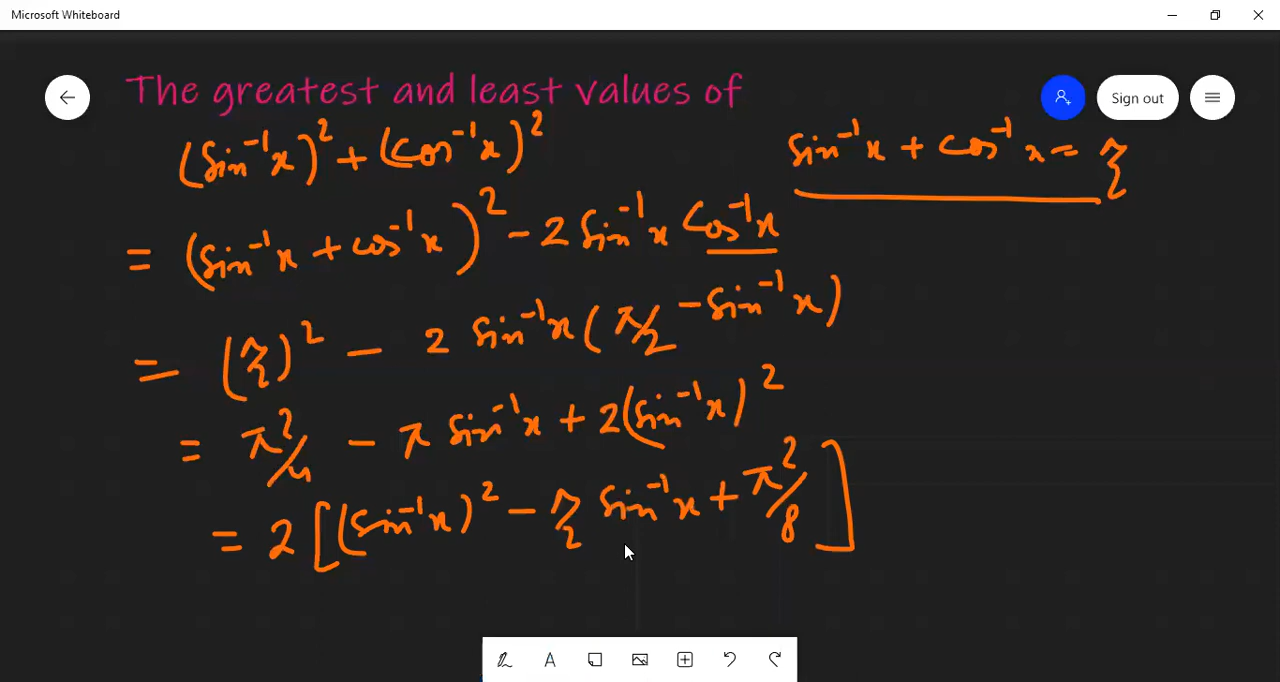 Microsoft Whiteboard
The greatest and least values of
Sign out
(sin⁻¹x)² + (cos⁻¹x)²
sin⁻¹x + cos⁻¹x = π/2
= (sin⁻¹x + cos⁻¹x)² - 2 sin⁻¹x cos⁻¹x
= (π/2)² - 2 sin⁻¹x (π/2 - sin⁻¹x)
= π²/4 - π sin⁻¹x + 2(sin⁻¹x)²
= 2[(sin⁻¹x)² - π/2 sin⁻¹x + π²/8]
A